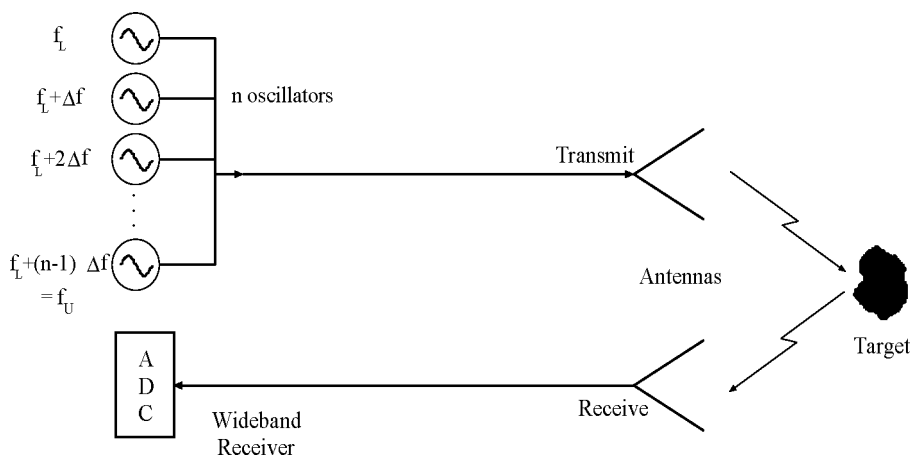 f_L
f_L+Δf
n oscillators
f_L+2Δf
Transmit
f_L+(n-1) Δf
= f_U
Antennas
Target
A
D
C
Receive
Wideband
Receiver